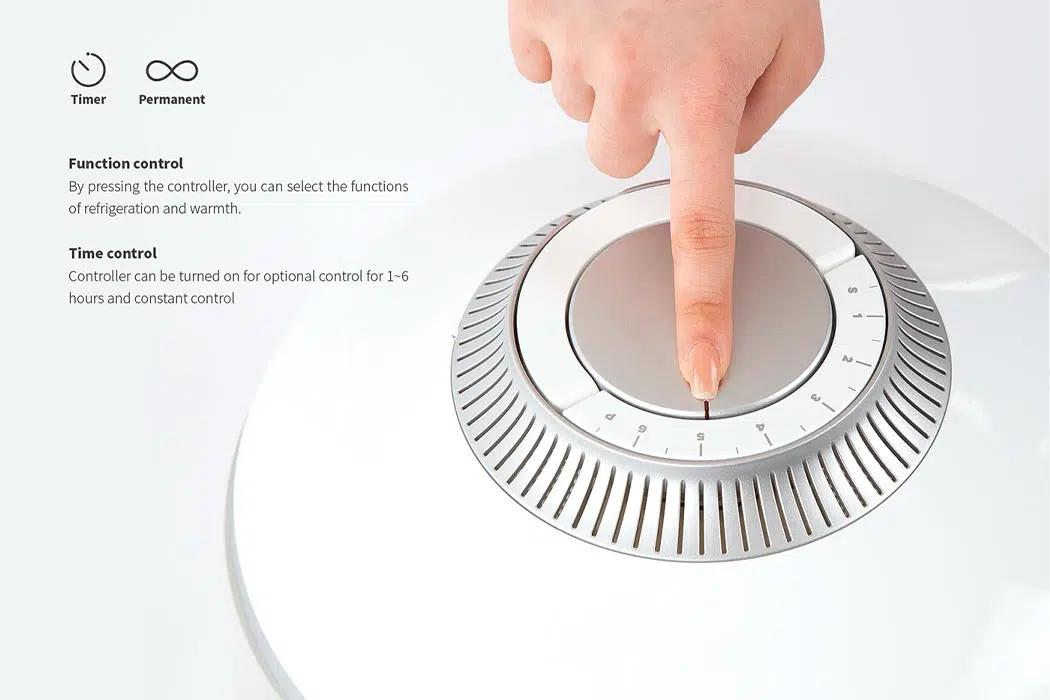 Timer
Permanent
Function control
By pressing the controller, you can select the functions
of refrigeration and warmth.
Time control
Controller can be turned on for optional control for 1~6
hours and constant control
S
1
2
3
4
5
6
P